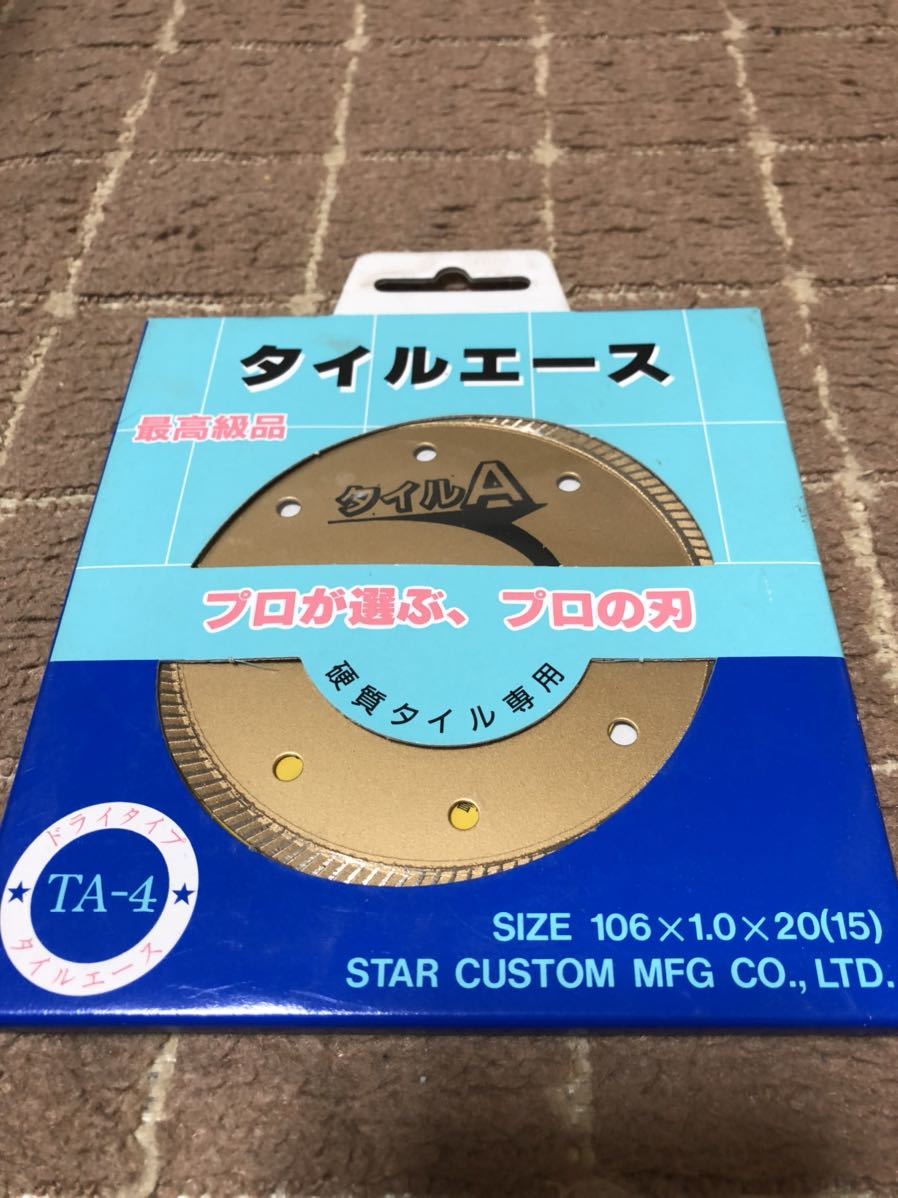 タイルエース
最高級品
タイルA
プロが選ぶ、プロの刃
硬質タイル専用
ドライタイプ
TA-4
タイルエース
SIZE 106×1.0×20(15)
STAR CUSTOM MFG CO., LTD.